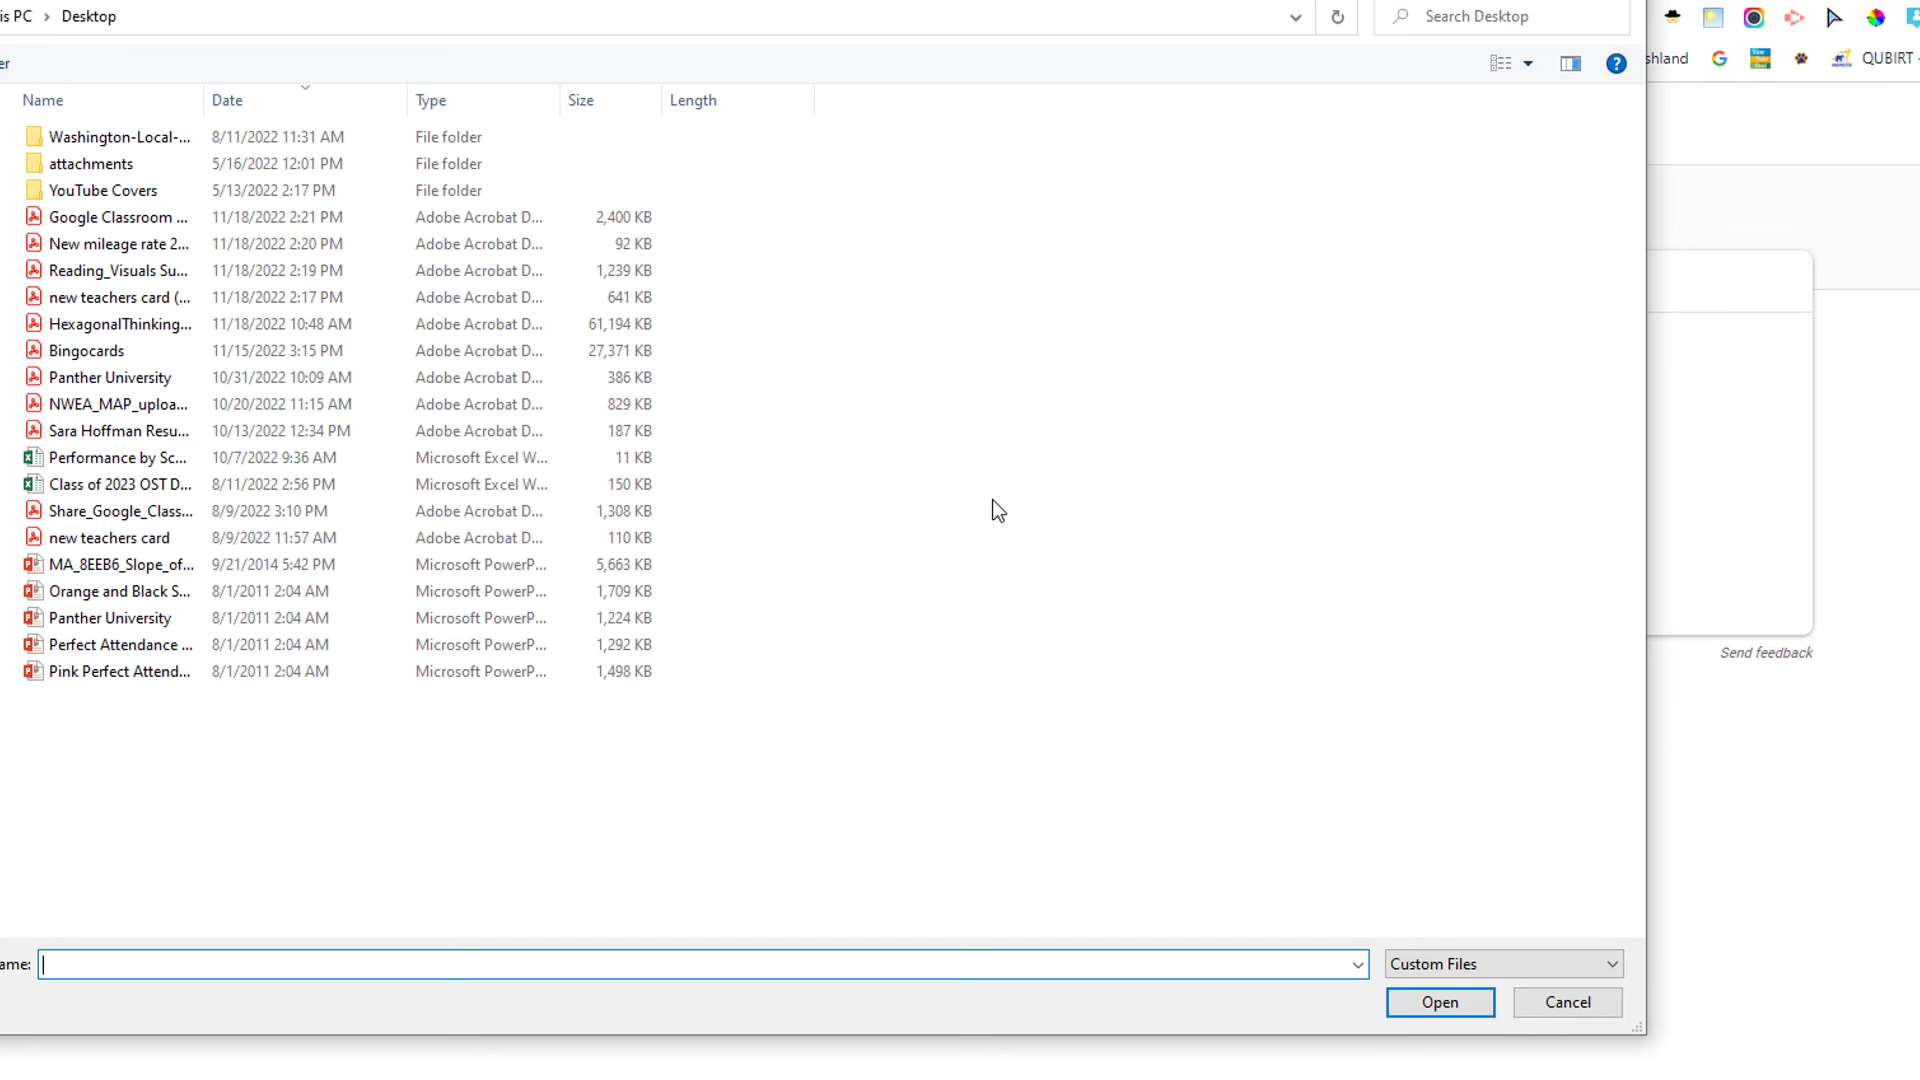 is PC > Desktop
Search Desktop
er
shland
QUBIRT
Name Date Type Size Length
Washington-Local-... 8/11/2022 11:31 AM File folder
attachments 5/16/2022 12:01 PM File folder
YouTube Covers 5/13/2022 2:17 PM File folder
Google Classroom ... 11/18/2022 2:21 PM Adobe Acrobat D... 2,400 KB
New mileage rate 2... 11/18/2022 2:20 PM Adobe Acrobat D... 92 KB
Reading_Visuals Su... 11/18/2022 2:19 PM Adobe Acrobat D... 1,239 KB
new teachers card (... 11/18/2022 2:17 PM Adobe Acrobat D... 641 KB
HexagonalThinking... 11/18/2022 10:48 AM Adobe Acrobat D... 61,194 KB
Bingocards 11/15/2022 3:15 PM Adobe Acrobat D... 27,371 KB
Panther University 10/31/2022 10:09 AM Adobe Acrobat D... 386 KB
NWEA_MAP_uploa... 10/20/2022 11:15 AM Adobe Acrobat D... 829 KB
Sara Hoffman Resu... 10/13/2022 12:34 PM Adobe Acrobat D... 187 KB
Performance by Sc... 10/7/2022 9:36 AM Microsoft Excel W... 11 KB
Class of 2023 OST D... 8/11/2022 2:56 PM Microsoft Excel W... 150 KB
Share_Google_Class... 8/9/2022 3:10 PM Adobe Acrobat D... 1,308 KB
new teachers card 8/9/2022 11:57 AM Adobe Acrobat D... 110 KB
MA_8EEB6_Slope_of... 9/21/2014 5:42 PM Microsoft PowerP... 5,663 KB
Orange and Black S... 8/1/2011 2:04 AM Microsoft PowerP... 1,709 KB
Panther University 8/1/2011 2:04 AM Microsoft PowerP... 1,224 KB
Perfect Attendance ... 8/1/2011 2:04 AM Microsoft PowerP... 1,292 KB
Pink Perfect Attend... 8/1/2011 2:04 AM Microsoft PowerP... 1,498 KB
Send feedback
ame:
Custom Files
Open Cancel